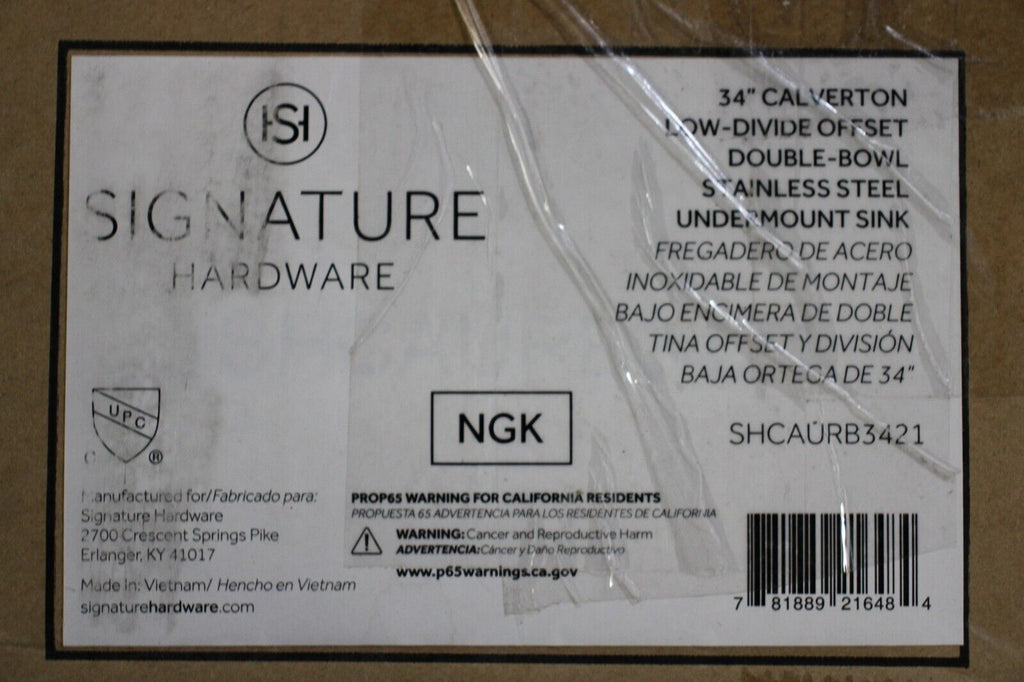 HSH
SIGNATURE
HARDWARE
34" CALVERTON
LOW-DIVIDE OFFSET
DOUBLE-BOWL
STAINLESS STEEL
UNDERMOUNT SINK
FREGADERO DE ACERO
INOXIDABLE DE MONTAJE
BAJO ENCIMERA DE DOBLE
TINA OFFSET Y DIVISIÓN
BAJA ORTEGA DE 34"
SHCAURB3421
UPC
®
NGK
Manufactured for/Fabricado para:
Signature Hardware
2700 Crescent Springs Pike
Erlanger, KY 41017
Made In: Vietnam/ Hencho en Vietnam
signaturehardware.com
PROP65 WARNING FOR CALIFORNIA RESIDENTS
PROPUESTA 65 ADVERTENCIA PARA LOS RESIDENTES DE CALIFORNIA
WARNING: Cancer and Reproductive Harm
ADVERTENCIA: Cáncer y Daño Reproductivo
www.p65warnings.ca.gov
7 81889 21648 4